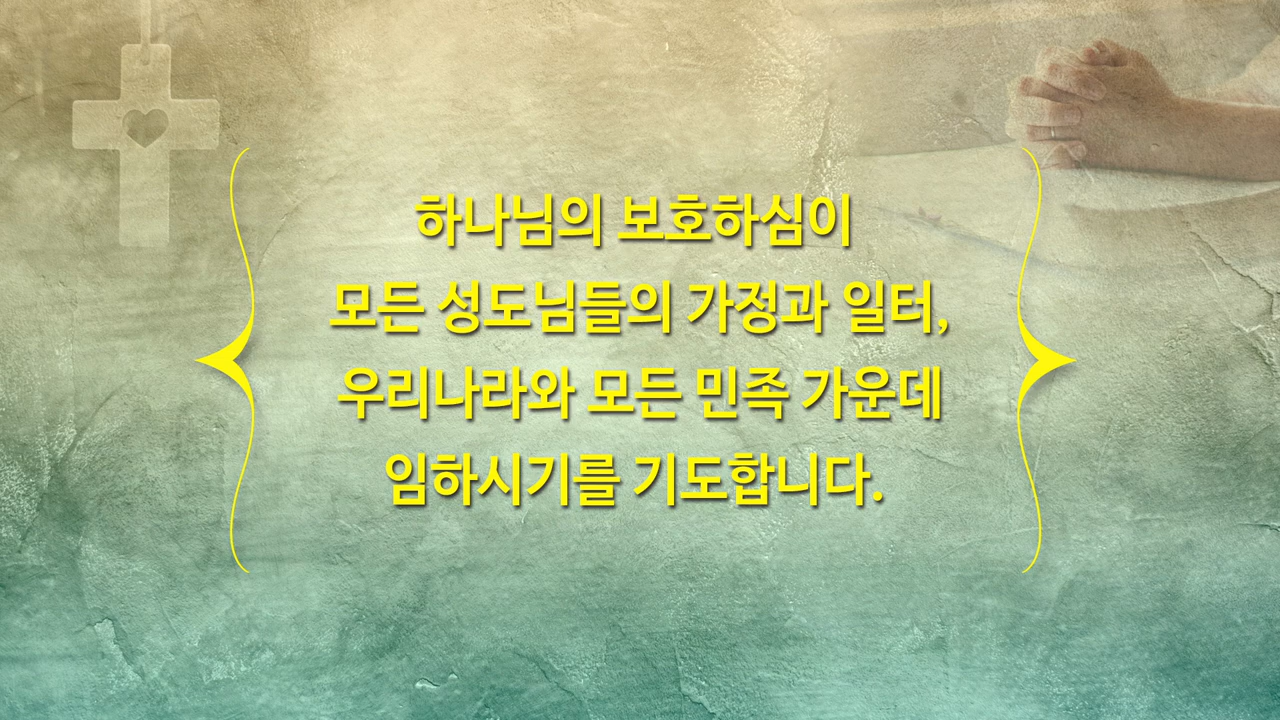 하나님의 보호하심이
모든 성도님들의 가정과 일터,
우리나라와 모든 민족 가운데
임하시기를 기도합니다.